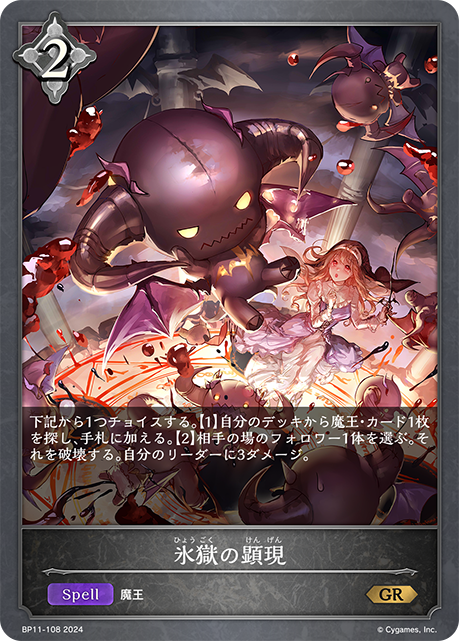 2
下記から1つチョイスする。【1】自分のデッキから魔王・カード1枚
を探し、手札に加える。【2】相手の場のフォロワー1体を選ぶ。そ
れを破壊する。自分のリーダーに3ダメージ。
ひょう ごく けん げん
氷獄の顕現
Spell 魔王 GR
BP11-108 2024 © Cygames, Inc.